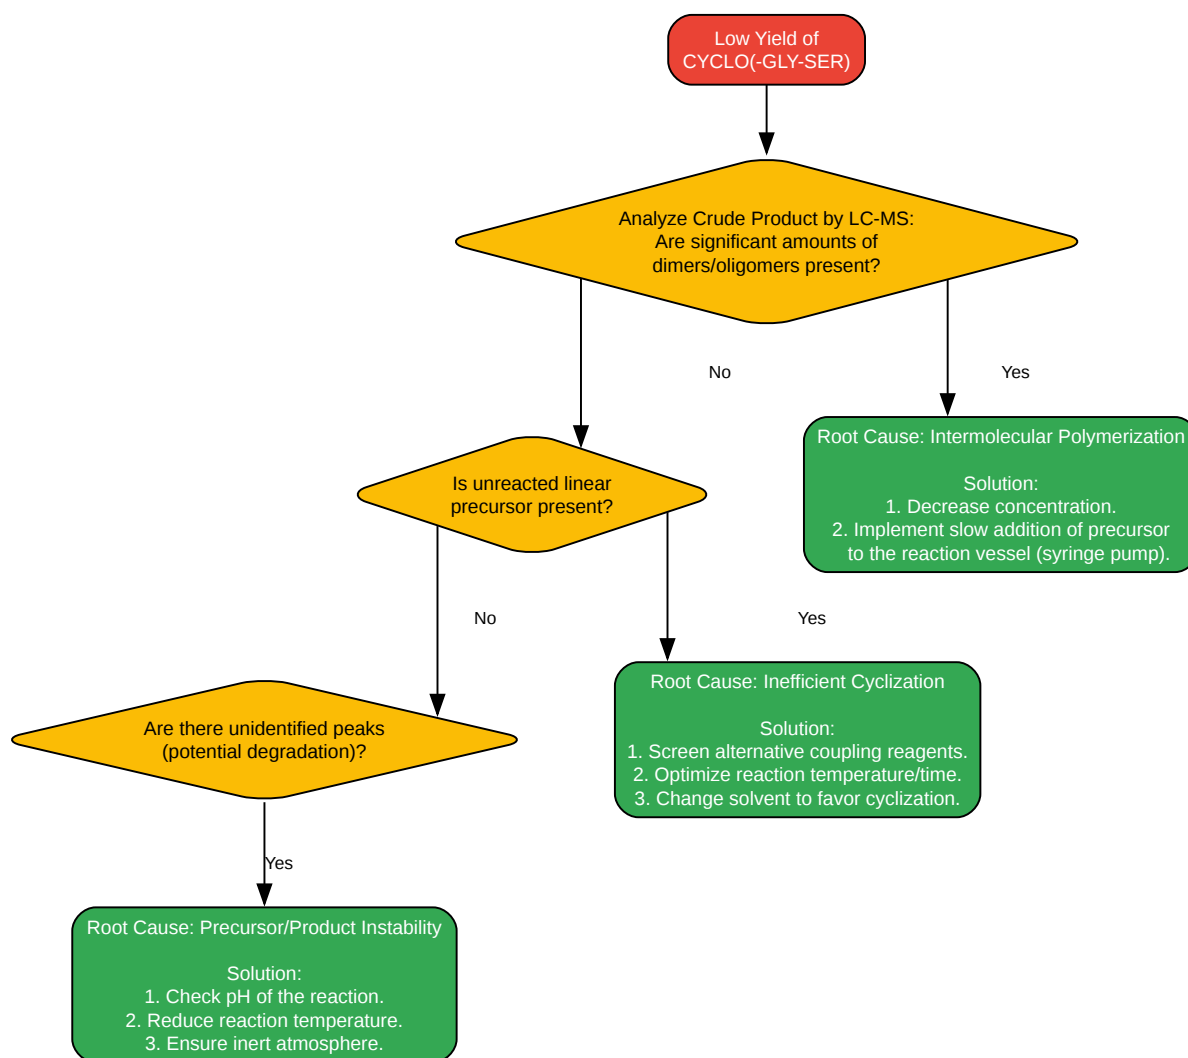 Low Yield of
CYCLO(-GLY-SER)
Analyze Crude Product by LC-MS:
Are significant amounts of
dimers/oligomers present?
No
Yes
Is unreacted linear
precursor present?
Root Cause: Intermolecular Polymerization
Solution:
1. Decrease concentration.
2. Implement slow addition of precursor
to the reaction vessel (syringe pump).
No
Yes
Are there unidentified peaks
(potential degradation)?
Root Cause: Inefficient Cyclization
Solution:
1. Screen alternative coupling reagents.
2. Optimize reaction temperature/time.
3. Change solvent to favor cyclization.
Yes
Root Cause: Precursor/Product Instability
Solution:
1. Check pH of the reaction.
2. Reduce reaction temperature.
3. Ensure inert atmosphere.